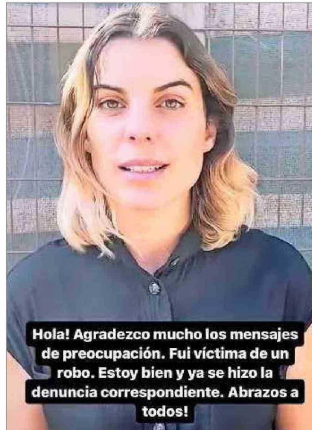 Hola! Agradezco mucho los mensajes
de preocupación. Fui víctima de un
robo. Estoy bien y ya se hizo la
denuncia correspondiente. Abrazos a
todos!